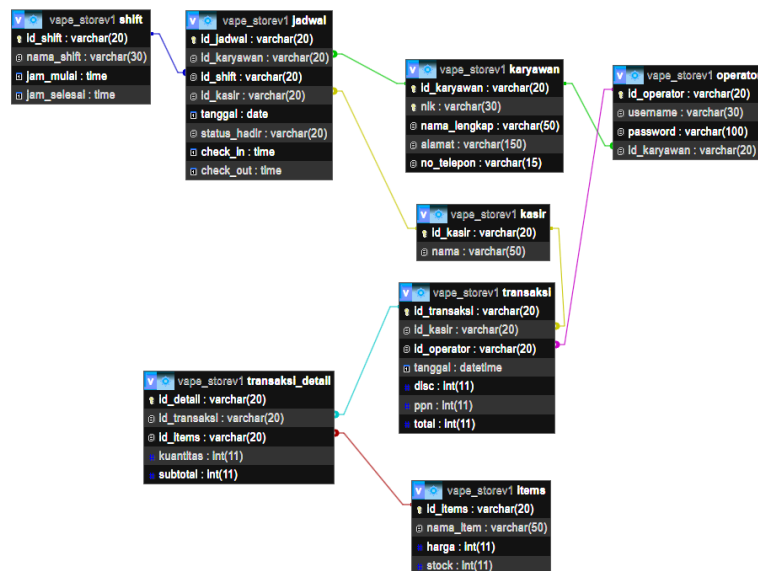 vape_storev1 shift
id_shift : varchar(20)
nama_shift : varchar(30)
jam_mulai : time
jam_selesai : time
vape_storev1 jadwal
id_jadwal : varchar(20)
id_karyawan : varchar(20)
id_shift : varchar(20)
id_kasir : varchar(20)
tanggal : date
status_hadir : varchar(20)
check_in : time
check_out : time
vape_storev1 karyawan
id_karyawan : varchar(20)
nik : varchar(30)
nama_lengkap : varchar(50)
alamat : varchar(150)
no_telepon : varchar(15)
vape_storev1 operator
id_operator : varchar(20)
username : varchar(30)
password : varchar(100)
id_karyawan : varchar(20)
vape_storev1 kasir
id_kasir : varchar(20)
nama : varchar(50)
vape_storev1 transaksi
id_transaksi : varchar(20)
id_kasir : varchar(20)
id_operator : varchar(20)
tanggal : datetime
disc : int(11)
ppn : int(11)
total : int(11)
vape_storev1 transaksi_detail
id_detail : varchar(20)
id_transaksi : varchar(20)
id_items : varchar(20)
kuantitas : int(11)
subtotal : int(11)
vape_storev1 items
id_items : varchar(20)
nama_item : varchar(50)
harga : int(11)
stock : int(11)